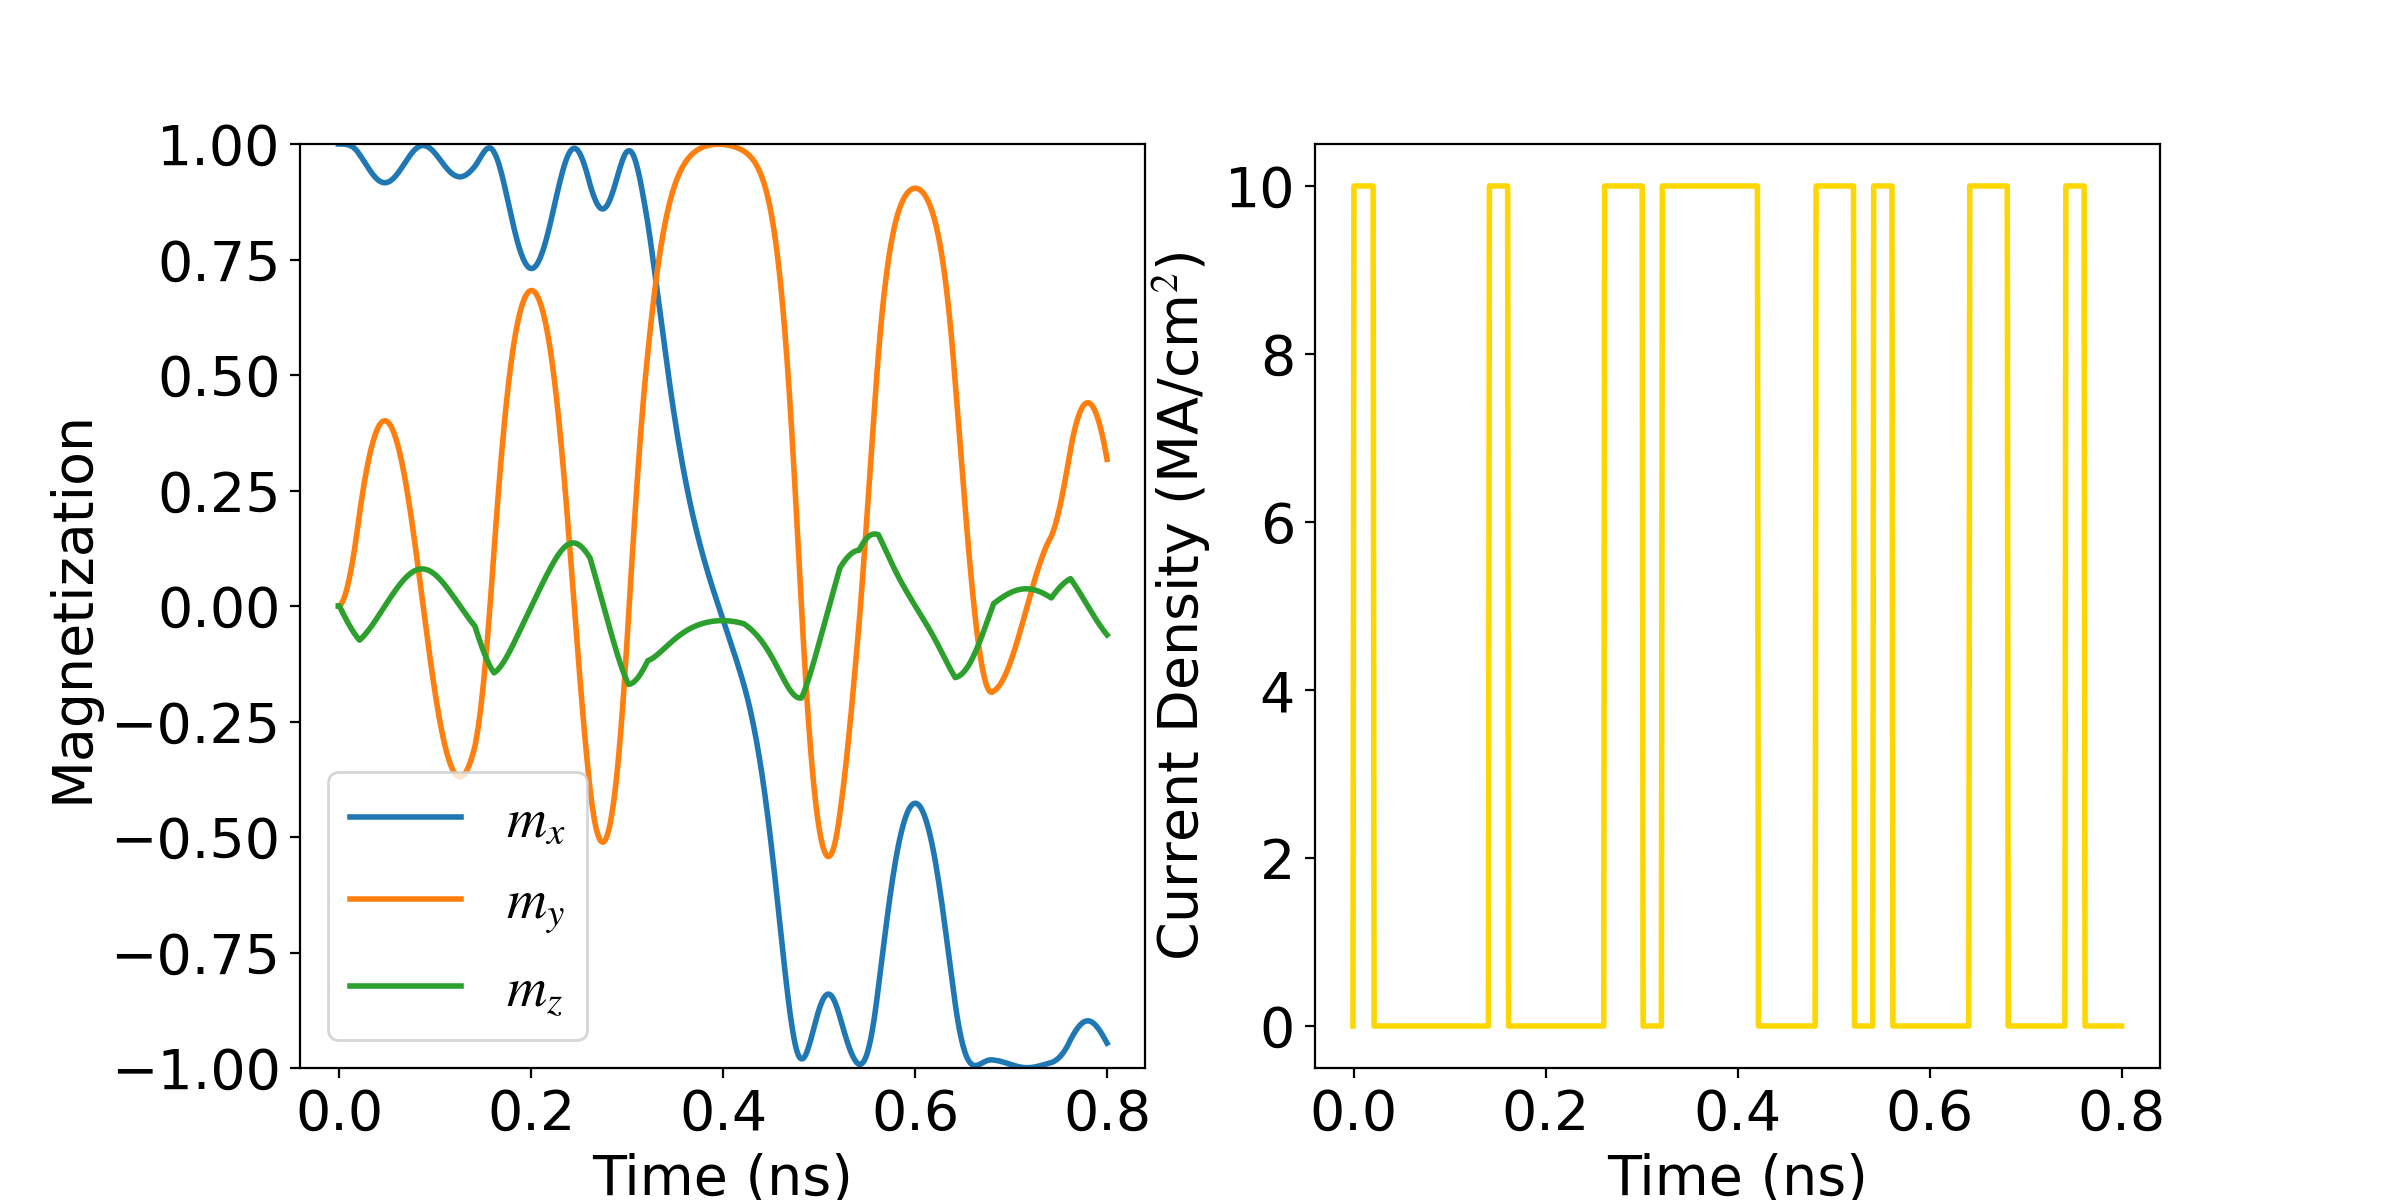 Magnetization
1.00
0.75
0.50
0.25
0.00
−0.25
−0.50
−0.75
−1.00
m_x
m_y
m_z
0.0 0.2 0.4 0.6 0.8
Time (ns)
Current Density (MA/cm²)
10
8
6
4
2
0
0.0 0.2 0.4 0.6 0.8
Time (ns)